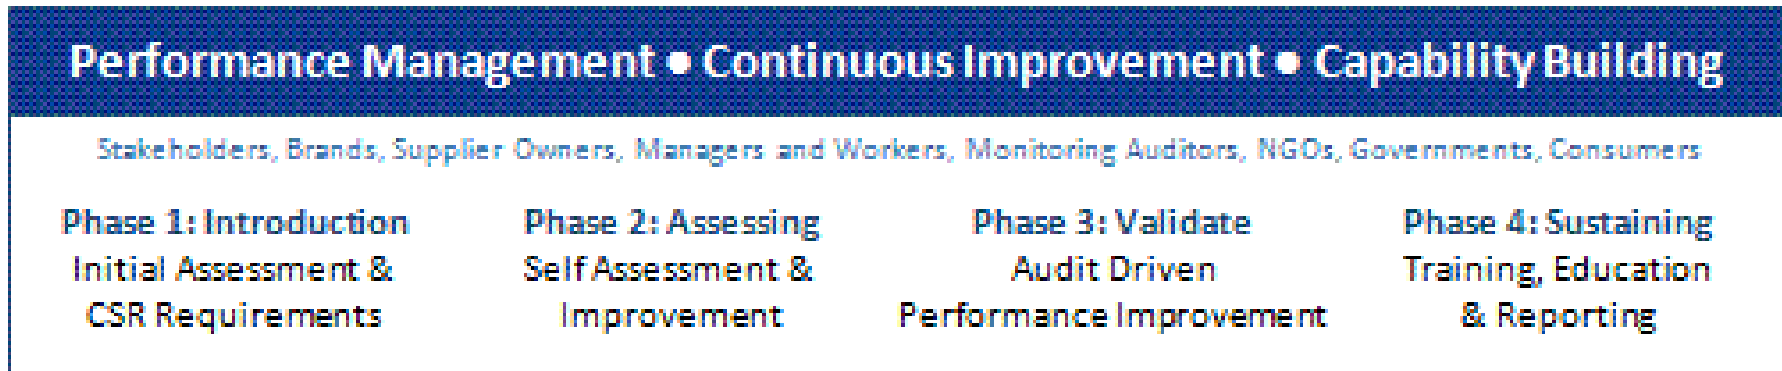 Performance Management ● Continuous Improvement ● Capability Building
Stakeholders, Brands, Supplier Owners, Managers and Workers, Monitoring Auditors, NGOs, Governments, Consumers
Phase 1: Introduction
Initial Assessment &
CSR Requirements
Phase 2: Assessing
Self Assessment &
Improvement
Phase 3: Validate
Audit Driven
Performance Improvement
Phase 4: Sustaining
Training, Education
& Reporting